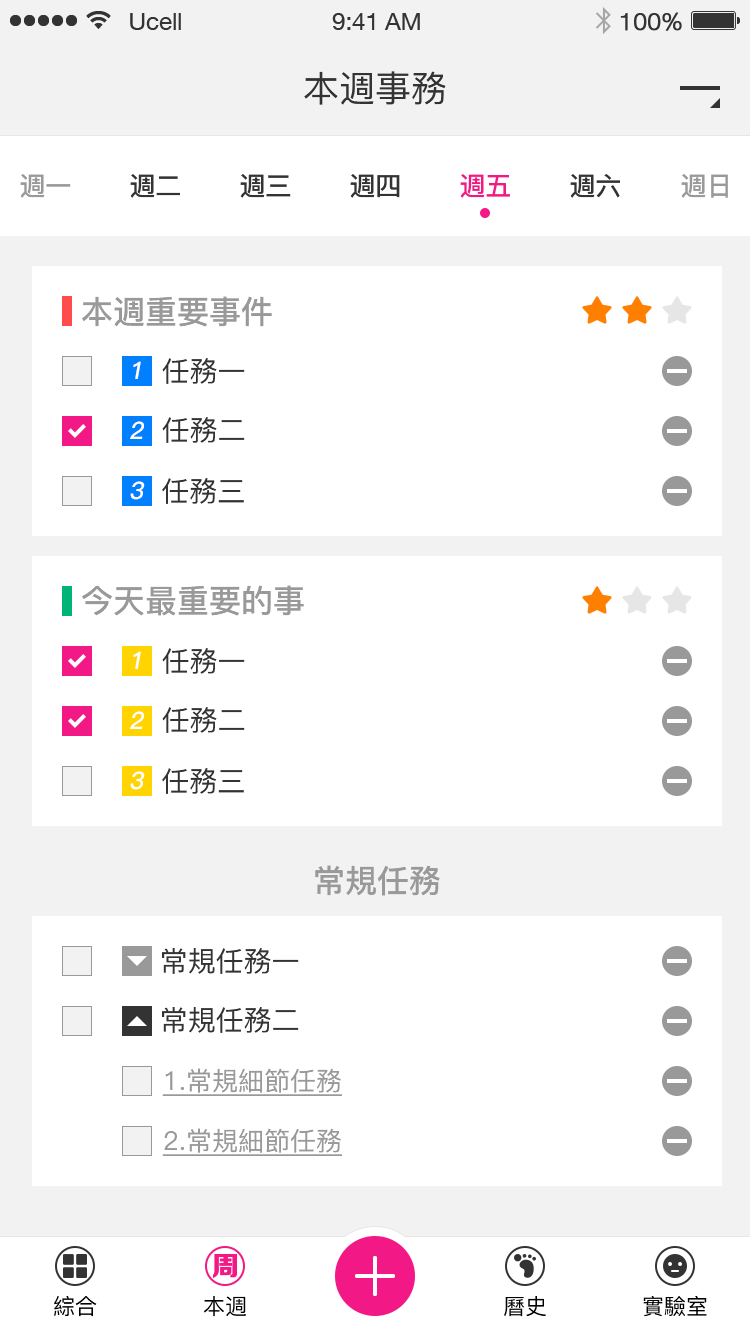 Ucell 9:41 AM 100%
本週事務
週一 週二 週三 週四 週五 週六 週日
本週重要事件
1 任務一
2 任務二
3 任務三
今天最重要的事
1 任務一
2 任務二
3 任務三
常規任務
常規任務一
常規任務二
1.常規細節任務
2.常規細節任務
周
綜合 本週 曆史 實驗室